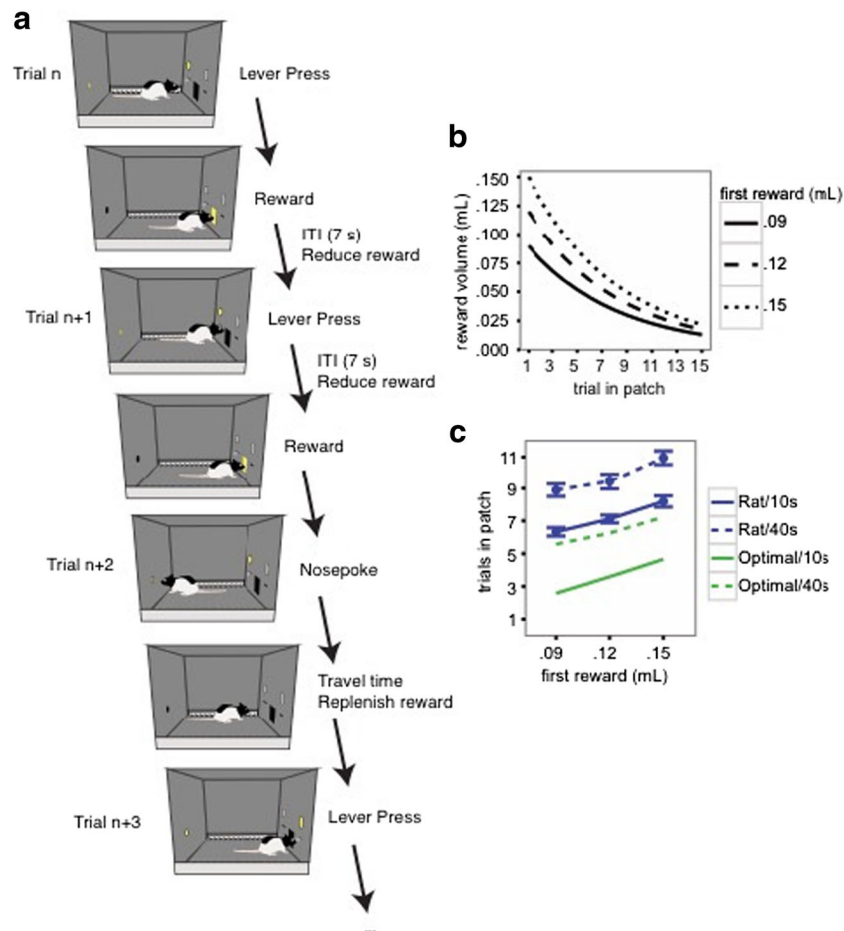 a
Trial n
Lever Press
Reward
ITI (7 s)
Reduce reward
Trial n+1
Lever Press
ITI (7 s)
Reduce reward
Reward
Trial n+2
Nosepoke
Travel time
Replenish reward
Trial n+3
Lever Press
b
reward volume (mL)
.150
.125
.100
.075
.050
.025
.000
1 3 5 7 9 11 13 15
trial in patch
first reward (mL)
.09
.12
.15
c
trials in patch
11
9
7
5
3
1
.09 .12 .15
first reward (mL)
Rat/10s
Rat/40s
Optimal/10s
Optimal/40s